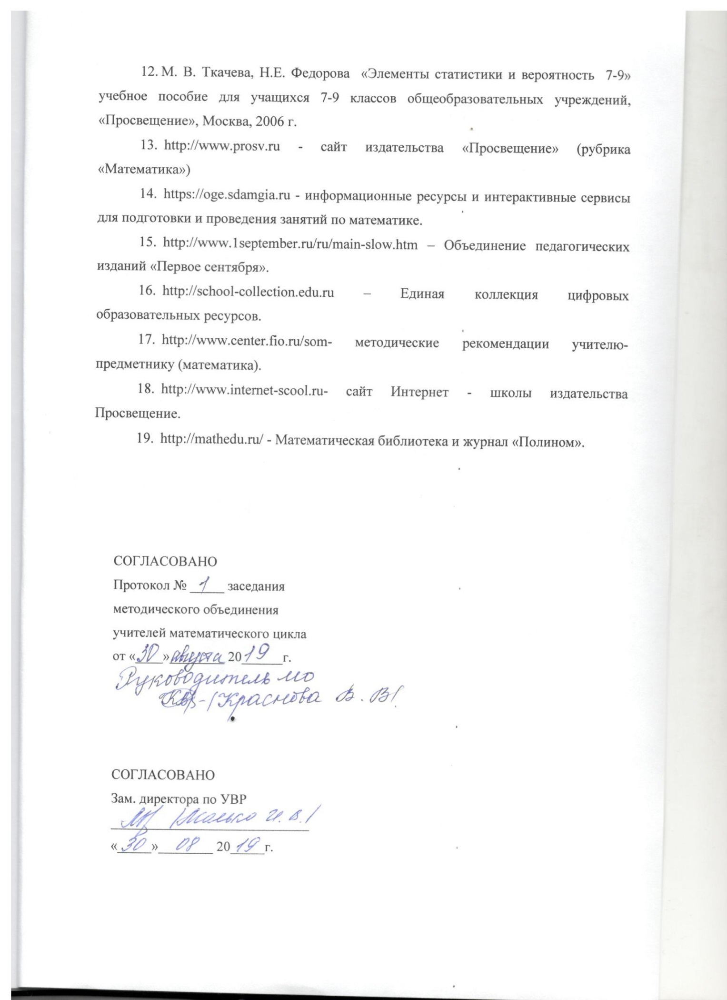 12. М. В. Ткачева, Н.Е. Федорова «Элементы статистики и вероятность 7-9»
учебное пособие для учащихся 7-9 классов общеобразовательных учреждений,
«Просвещение», Москва, 2006 г.
13. http://www.prosv.ru - сайт издательства «Просвещение» (рубрика
«Математика»)
14. https://oge.sdamgia.ru - информационные ресурсы и интерактивные сервисы
для подготовки и проведения занятий по математике.
15. http://www.1september.ru/ru/main-slow.htm – Объединение педагогических
изданий «Первое сентября».
16. http://school-collection.edu.ru – Единая коллекция цифровых
образовательных ресурсов.
17. http://www.center.fio.ru/som- методические рекомендации учителю-
предметнику (математика).
18. http://www.internet-scool.ru- сайт Интернет - школы издательства
Просвещение.
19. http://mathedu.ru/ - Математическая библиотека и журнал «Полином».
СОГЛАСОВАНО
Протокол № 1 заседания
методического объединения
учителей математического цикла
от «30» августа 2019 г.
Руководитель МО
/Краснова В. В/
СОГЛАСОВАНО
Зам. директора по УВР
И. В./
«30» 08 2019 г.